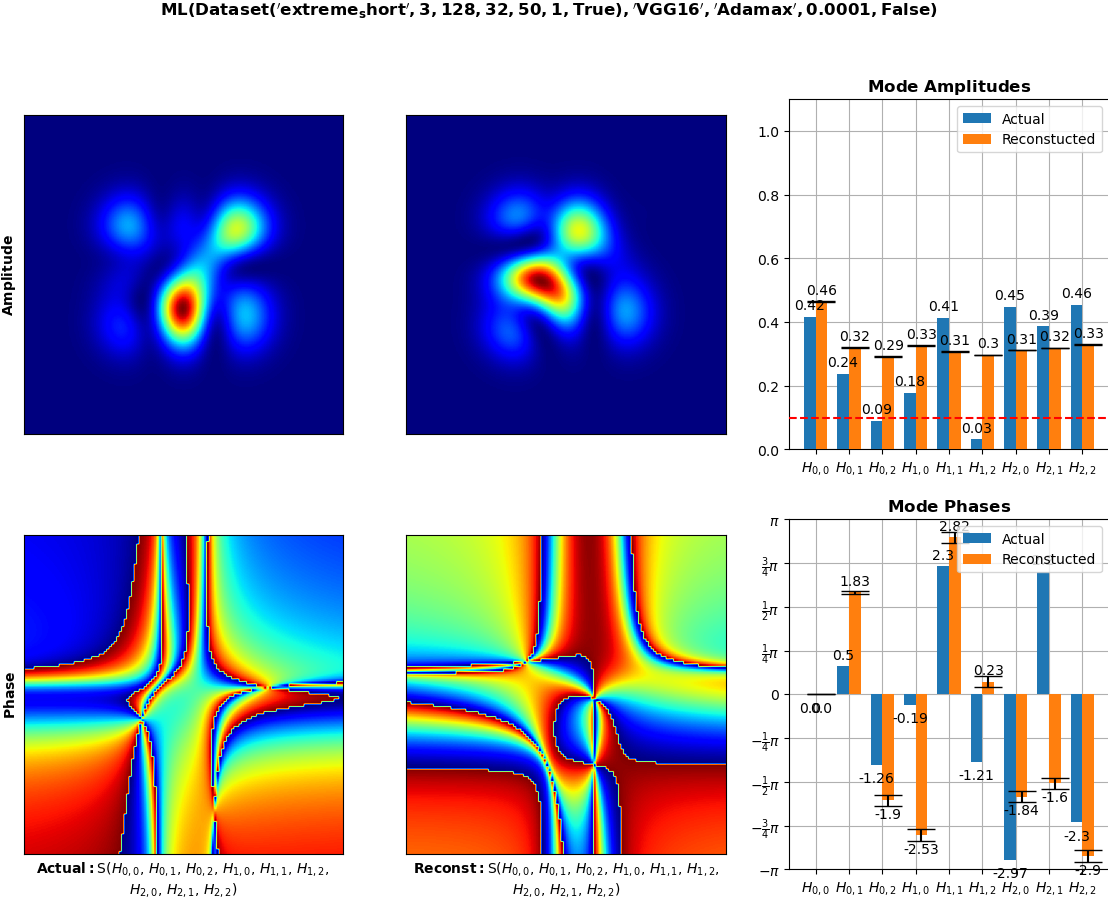 ML(Dataset('extremeₛhort', 3, 128, 32, 50, 1, True), 'VGG16', 'Adamax', 0.0001, False)
Amplitude
Mode Amplitudes
Actual
Reconstucted
1.0
0.8
0.6
0.4
0.2
0.0
0.42
0.46
0.24
0.32
0.09
0.29
0.18
0.33
0.41
0.31
0.03
0.3
0.45
0.31
0.39
0.32
0.46
0.33
H₀,₀ H₀,₁ H₀,₂ H₁,₀ H₁,₁ H₁,₂ H₂,₀ H₂,₁ H₂,₂
Phase
Actual: S(H₀,₀, H₀,₁, H₀,₂, H₁,₀, H₁,₁, H₁,₂,
H₂,₀, H₂,₁, H₂,₂)
Reconst: S(H₀,₀, H₀,₁, H₀,₂, H₁,₀, H₁,₁, H₁,₂,
H₂,₀, H₂,₁, H₂,₂)
Mode Phases
Actual
Reconstucted
π
¾π
½π
¼π
0
−¼π
−½π
−¾π
−π
0.0
0.0
0.5
1.83
-1.26
-1.9
-0.19
-2.53
2.3
2.82
-1.21
0.23
-2.97
-1.84
-1.6
-2.3
-2.9
H₀,₀ H₀,₁ H₀,₂ H₁,₀ H₁,₁ H₁,₂ H₂,₀ H₂,₁ H₂,₂